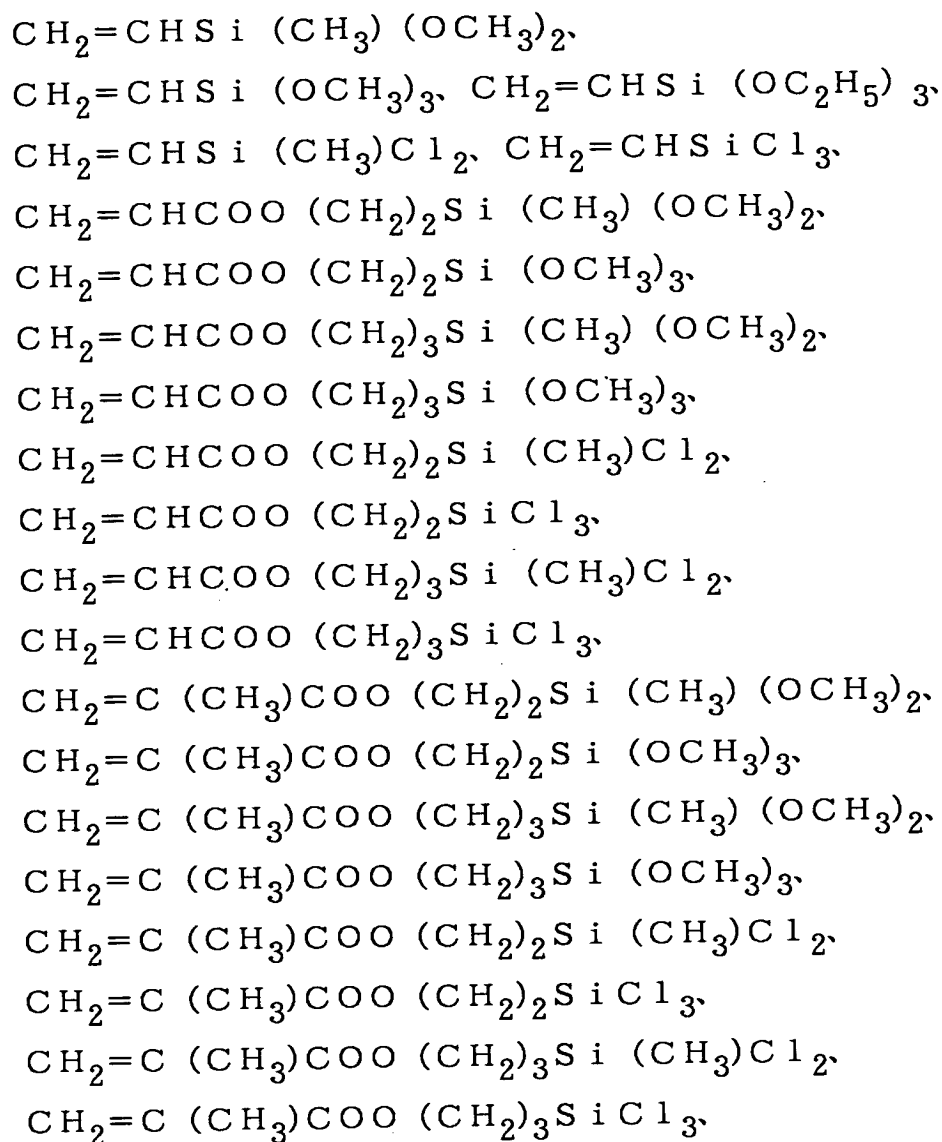 CH₂=CHSi (CH₃) (OCH₃)₂、
CH₂=CHSi (OCH₃)₃、 CH₂=CHSi (OC₂H₅)₃、
CH₂=CHSi (CH₃)Cl₂、 CH₂=CHSiCl₃、
CH₂=CHCOO (CH₂)₂Si (CH₃) (OCH₃)₂、
CH₂=CHCOO (CH₂)₂Si (OCH₃)₃、
CH₂=CHCOO (CH₂)₃Si (CH₃) (OCH₃)₂、
CH₂=CHCOO (CH₂)₃Si (OCH₃)₃、
CH₂=CHCOO (CH₂)₂Si (CH₃)Cl₂、
CH₂=CHCOO (CH₂)₂SiCl₃、
CH₂=CHCOO (CH₂)₃Si (CH₃)Cl₂、
CH₂=CHCOO (CH₂)₃SiCl₃、
CH₂=C (CH₃)COO (CH₂)₂Si (CH₃) (OCH₃)₂、
CH₂=C (CH₃)COO (CH₂)₂Si (OCH₃)₃、
CH₂=C (CH₃)COO (CH₂)₃Si (CH₃) (OCH₃)₂、
CH₂=C (CH₃)COO (CH₂)₃Si (OCH₃)₃、
CH₂=C (CH₃)COO (CH₂)₂Si (CH₃)Cl₂、
CH₂=C (CH₃)COO (CH₂)₂SiCl₃、
CH₂=C (CH₃)COO (CH₂)₃Si (CH₃)Cl₂、
CH₂=C (CH₃)COO (CH₂)₃SiCl₃、